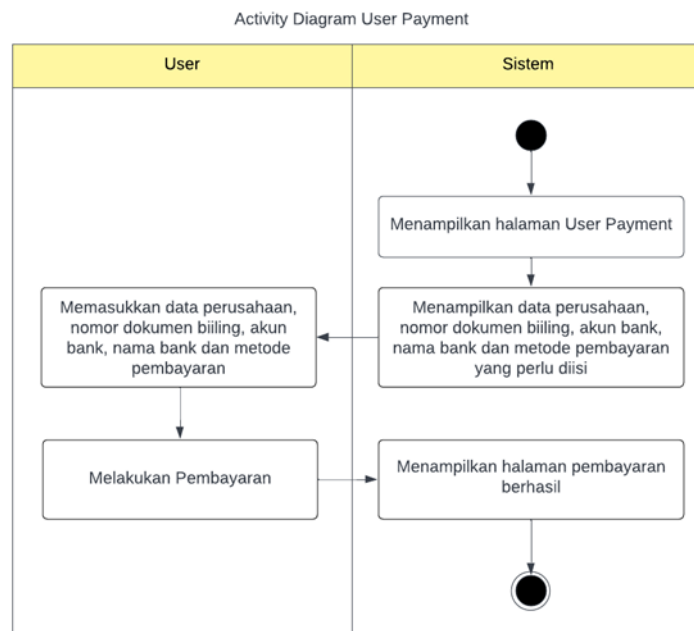 Activity Diagram User Payment
User
Sistem
Menampilkan halaman User Payment
Menampilkan data perusahaan,
nomor dokumen biiling, akun bank,
nama bank dan metode pembayaran
yang perlu diisi
Memasukkan data perusahaan,
nomor dokumen biiling, akun
bank, nama bank dan metode
pembayaran
Melakukan Pembayaran
Menampilkan halaman pembayaran
berhasil